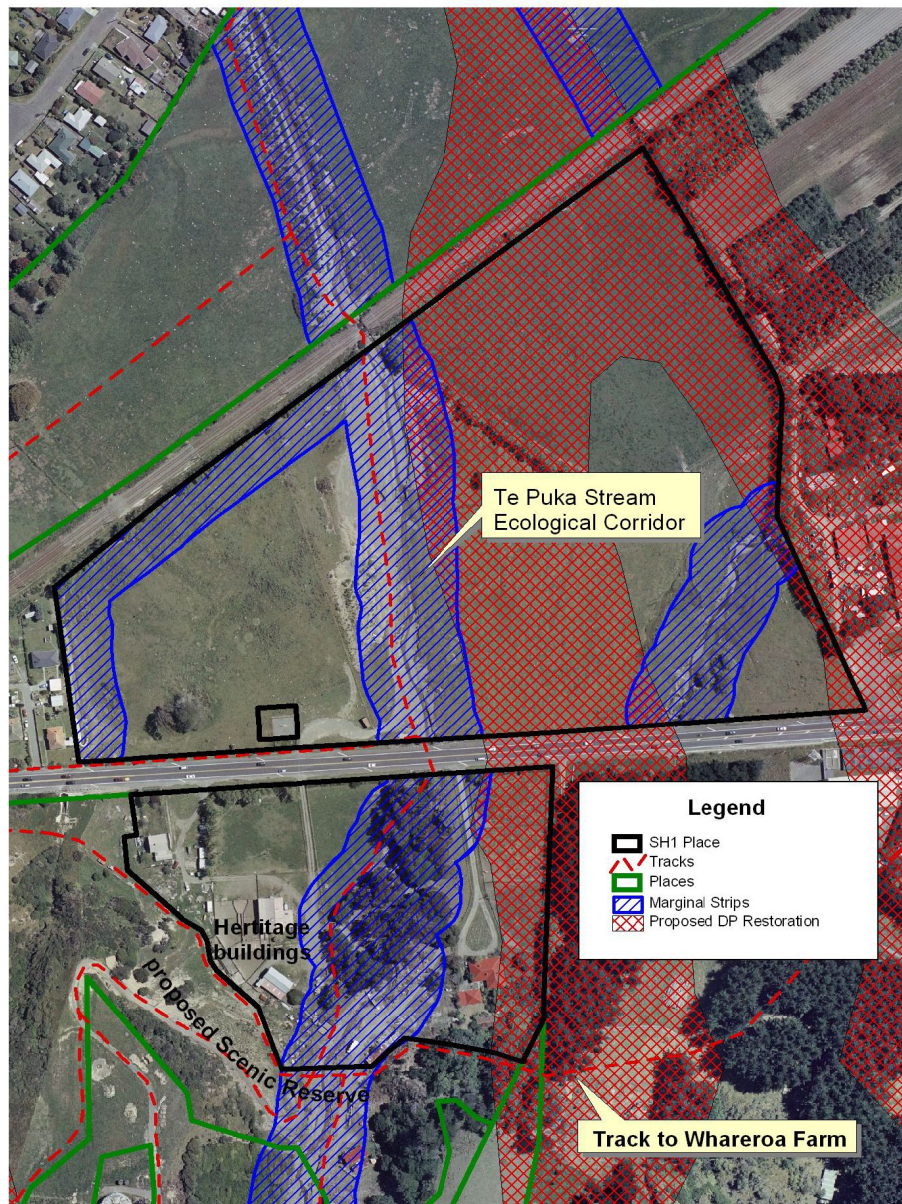 Te Puka Stream
Ecological Corridor
Legend
SH1 Place
Tracks
Places
Marginal Strips
Proposed DP Restoration
Hertitage
buildings
proposed Scenic Reserve
Track to Whareroa Farm